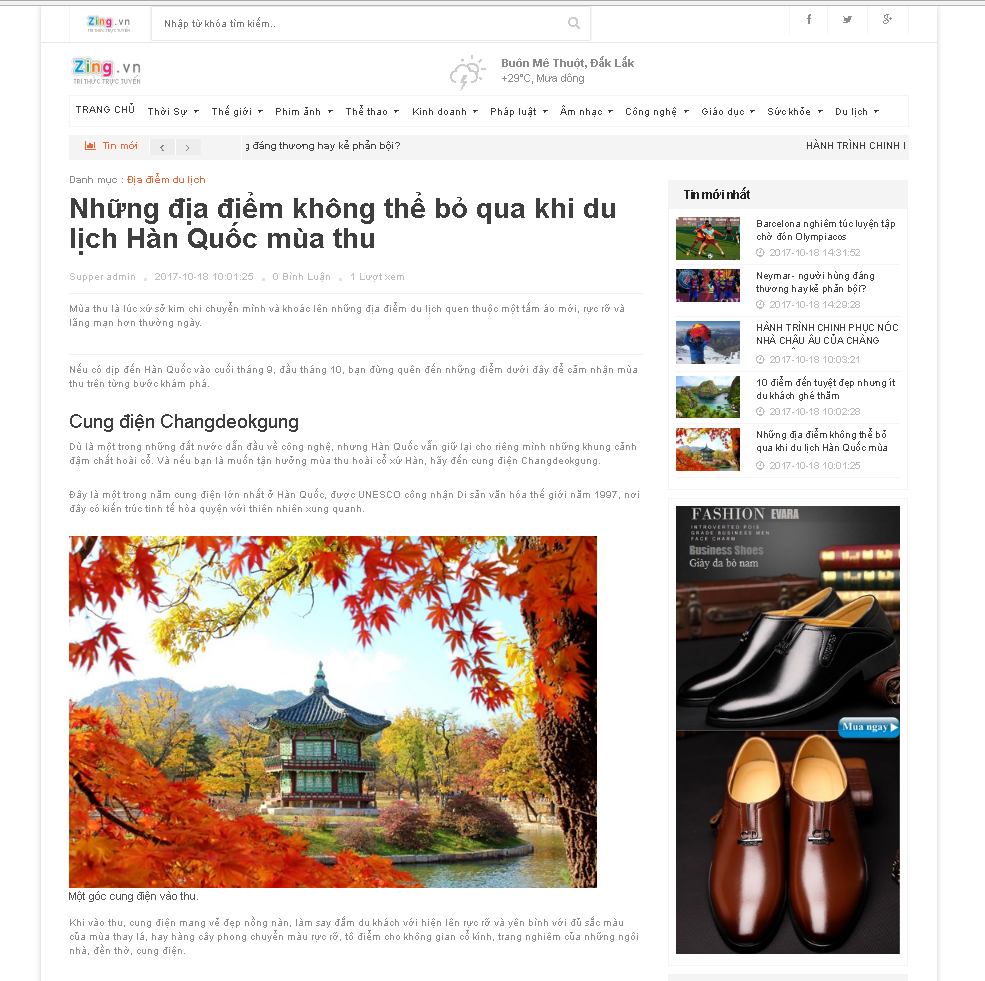 Zing.vn
TRI THỨC TRỰC TUYẾN
Nhập từ khóa tìm kiếm..
Zing.vn
TRI THỨC TRỰC TUYẾN
Buôn Mê Thuột, Đắk Lắk
+29°C, Mưa dông
TRANG CHỦ Thời Sự Thế giới Phim ảnh Thể thao Kinh doanh Pháp luật Âm nhạc Công nghệ Giáo dục Sức khỏe Du lịch
Tin mới
g đáng thương hay kẻ phản bội? HÀNH TRÌNH CHINH
Danh mục : Địa điểm du lịch
Những địa điểm không thể bỏ qua khi du
lịch Hàn Quốc mùa thu
Supper admin 2017-10-18 10:01:25 0 Bình Luận 1 Lượt xem
Mùa thu là lúc xứ sở kim chi chuyển mình và khoác lên những địa điểm du lịch quen thuộc một tấm áo mới, rực rỡ và
lãng mạn hơn thường ngày.
Nếu có dịp đến Hàn Quốc vào cuối tháng 9, đầu tháng 10, bạn đừng quên đến những điểm dưới đây để cảm nhận mùa
thu trên từng bước khám phá.
Cung điện Changdeokgung
Dù là một trong những đất nước dẫn đầu về công nghệ, nhưng Hàn Quốc vẫn giữ lại cho riêng mình những khung cảnh
đậm chất hoài cổ. Và nếu bạn là muốn tận hưởng mùa thu hoài cổ xứ Hàn, hãy đến cung điện Changdeokgung.
Đây là một trong năm cung điện lớn nhất ở Hàn Quốc, được UNESCO công nhận Di sản văn hóa thế giới năm 1997, nơi
đây có kiến trúc tinh tế hòa quyện với thiên nhiên xung quanh.
Một góc cung điện vào thu.
Khi vào thu, cung điện mang vẻ đẹp nồng nàn, làm say đắm du khách với hiện lên rực rỡ và yên bình với đủ sắc màu
của mùa thay lá, hay hàng cây phong chuyển màu rực rỡ, tô điểm cho không gian cổ kính, trang nghiêm của những ngôi
nhà, đền thờ, cung điện.
Tin mới nhất
Barcelona nghiêm túc luyện tập
chờ đón Olympiacos
2017-10-18 14:31:52
Neymar- người hùng đáng
thương hay kẻ phản bội?
2017-10-18 14:29:28
HÀNH TRÌNH CHINH PHỤC NÓC
NHÀ CHÂU ÂU CỦA CHÀNG
2017-10-18 10:03:21
10 điểm đến tuyệt đẹp nhưng ít
du khách ghé thăm
2017-10-18 10:02:28
Những địa điểm không thể bỏ
qua khi du lịch Hàn Quốc mùa
2017-10-18 10:01:25
FASHION EVARA
INTROVERTED POIS
GRADE BUSINESS MEN
FACE CHARM
Business Shoes
Giày da bò nam
Mua ngay